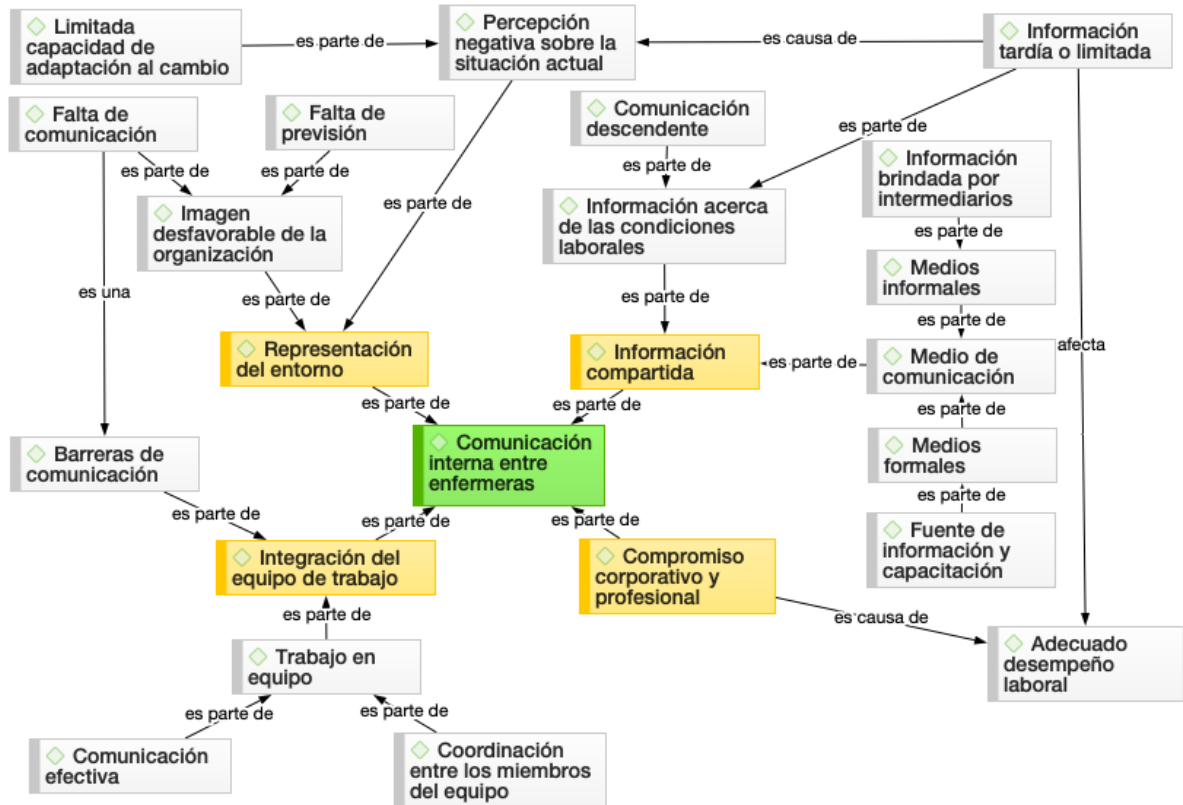 Limitada
capacidad de
adaptación al cambio
es parte de
Percepción
negativa sobre la
situación actual
es causa de
Información
tardía o limitada
Falta de
comunicación
Falta de
previsión
Comunicación
descendente
es parte de
Información
brindada por
intermediarios
es parte de
es parte de
es parte de
es parte de
Imagen
desfavorable de la
organización
Información acerca
de las condiciones
laborales
es parte de
Medios
informales
es una
es parte de
es parte de
es parte de
afecta
Representación
del entorno
Información
compartida
es parte de
Medio de
comunicación
es parte de
es parte de
es parte de
Barreras de
comunicación
Comunicación
interna entre
enfermeras
Medios
formales
es parte de
es parte de
es parte de
es parte de
Integración del
equipo de trabajo
Compromiso
corporativo y
profesional
Fuente de
información y
capacitación
es parte de
es causa de
Trabajo en
equipo
Adecuado
desempeño
laboral
es parte de
es parte de
Comunicación
efectiva
Coordinación
entre los miembros
del equipo